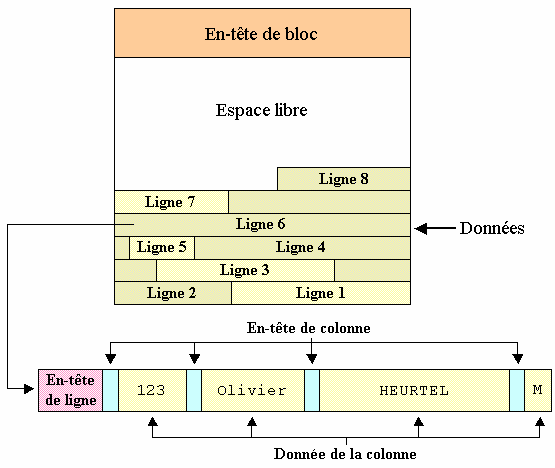 En-tête de bloc
Espace libre
Ligne 8
Ligne 7
Ligne 6
Données
Ligne 5
Ligne 4
Ligne 3
Ligne 2
Ligne 1
En-tête de colonne
En-tête
de ligne
123
Olivier
HEURTEL
M
Donnée de la colonne